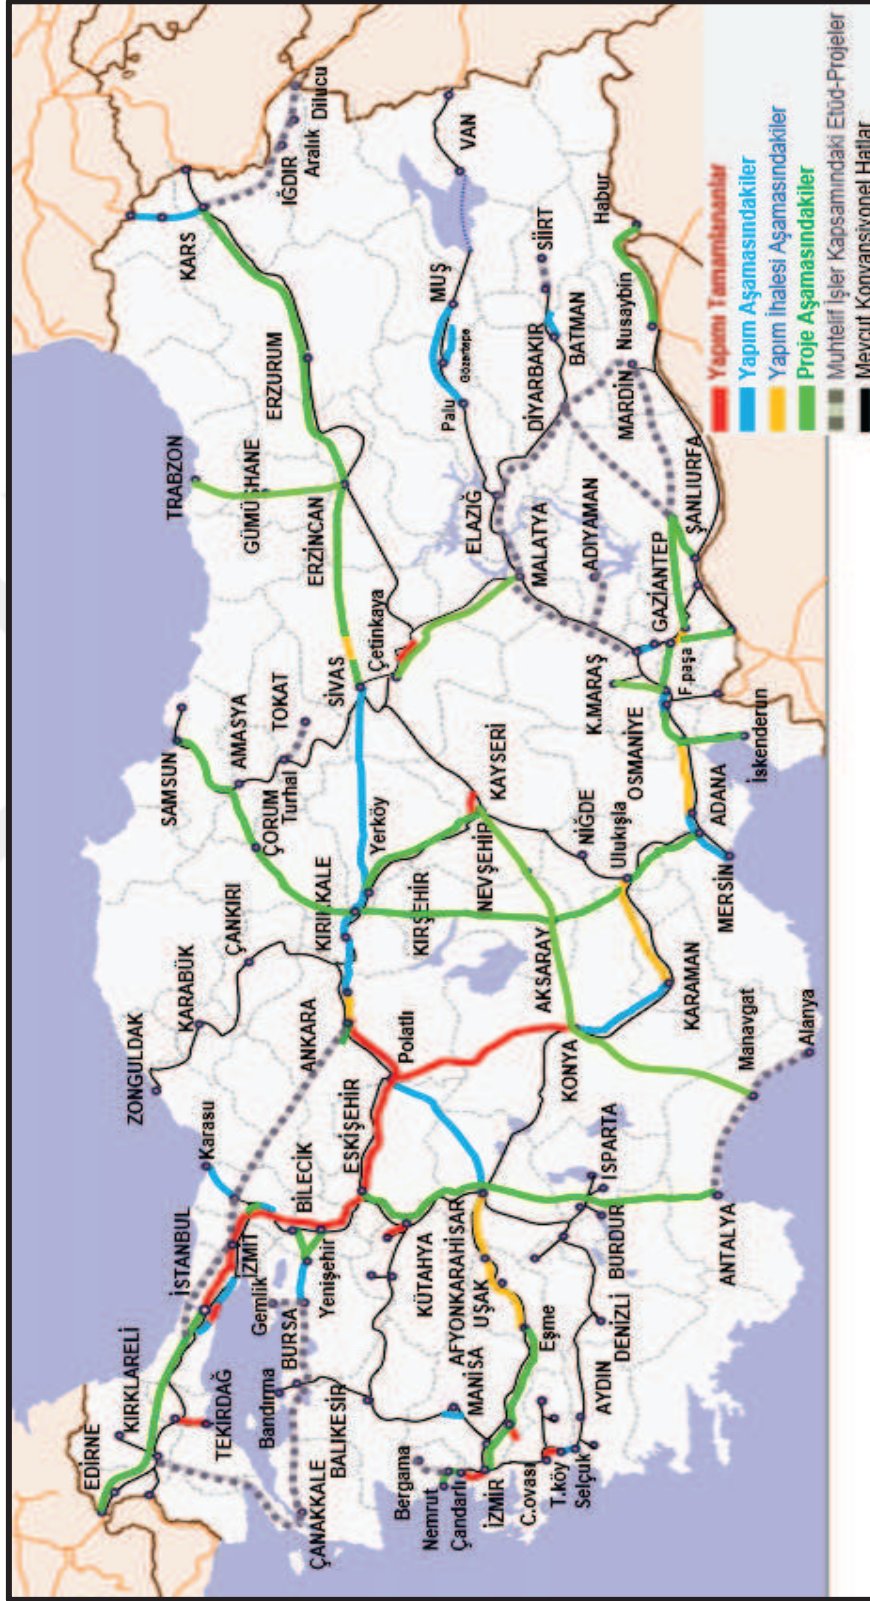 EDİRNE
KIRKLARELİ
TEKİRDAĞ
İSTANBUL
İZMİT
Gemlik
BURSA
Yenişehir
BİLECİK
Karasu
Bandırma
ÇANAKKALE
BALIKESİR
Bergama
Nemrut
Çandarlı
MANİSA
İZMİR
C.ovası
T.köy
Selçuk
AYDIN
DENİZLİ
Eşme
UŞAK
AFYONKARAHİSAR
KÜTAHYA
ESKİŞEHİR
BURDUR
ISPARTA
ANTALYA
Manavgat
Alanya
ZONGULDAK
KARABÜK
ÇANKIRI
ANKARA
Polatlı
KONYA
KARAMAN
AKSARAY
KIRIKKALE
KIRŞEHİR
Yerköy
NEVŞEHİR
KAYSERİ
NİĞDE
Ulukışla
MERSİN
ADANA
OSMANİYE
İskenderun
SAMSUN
AMASYA
ÇORUM
Turhal
TOKAT
SİVAS
Çetinkaya
K.MARAŞ
F.paşa
GAZİANTEP
ŞANLIURFA
ADIYAMAN
MALATYA
ELAZIĞ
TRABZON
GÜMÜŞHANE
ERZİNCAN
ERZURUM
KARS
IĞDIR
Aralık
Dilucu
Palu
Gözertepe
MUŞ
VAN
DİYARBAKIR
BATMAN
SİİRT
MARDİN
Nusaybin
Habur
Yapımı Tamamlananlar
Yapım Aşamasındakiler
Yapım İhalesi Aşamasındakiler
Proje Aşamasındakiler
Muhtelif İşler Kapsamındaki Etüd-Projeler
Mevcut Konvansiyonel Hatlar